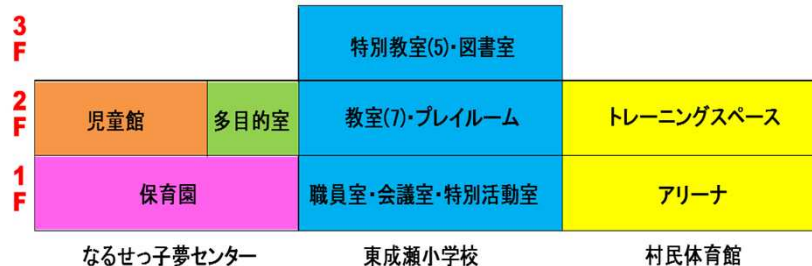 3F
特別教室(5)・図書室
2F
児童館
多目的室
教室(7)・プレイルーム
トレーニングスペース
1F
保育園
職員室・会議室・特別活動室
アリーナ
なるせっ子夢センター
東成瀬小学校
村民体育館